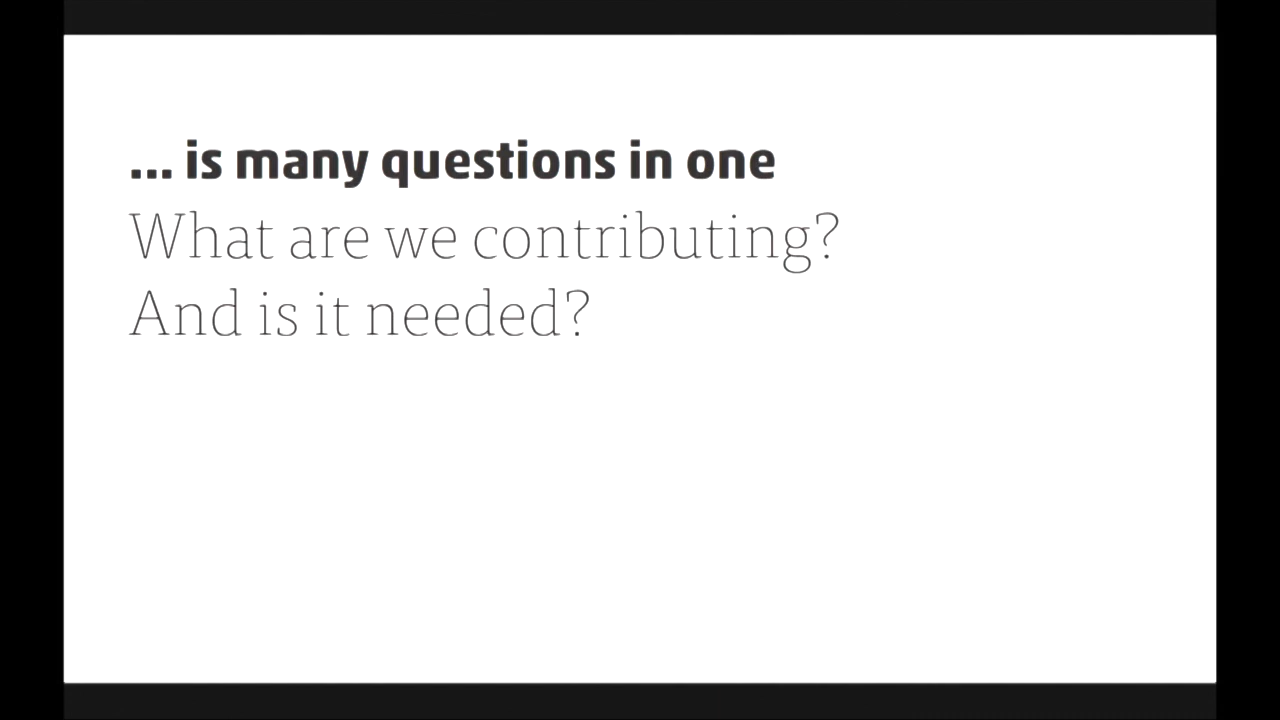 ... is many questions in one
What are we contributing?
And is it needed?